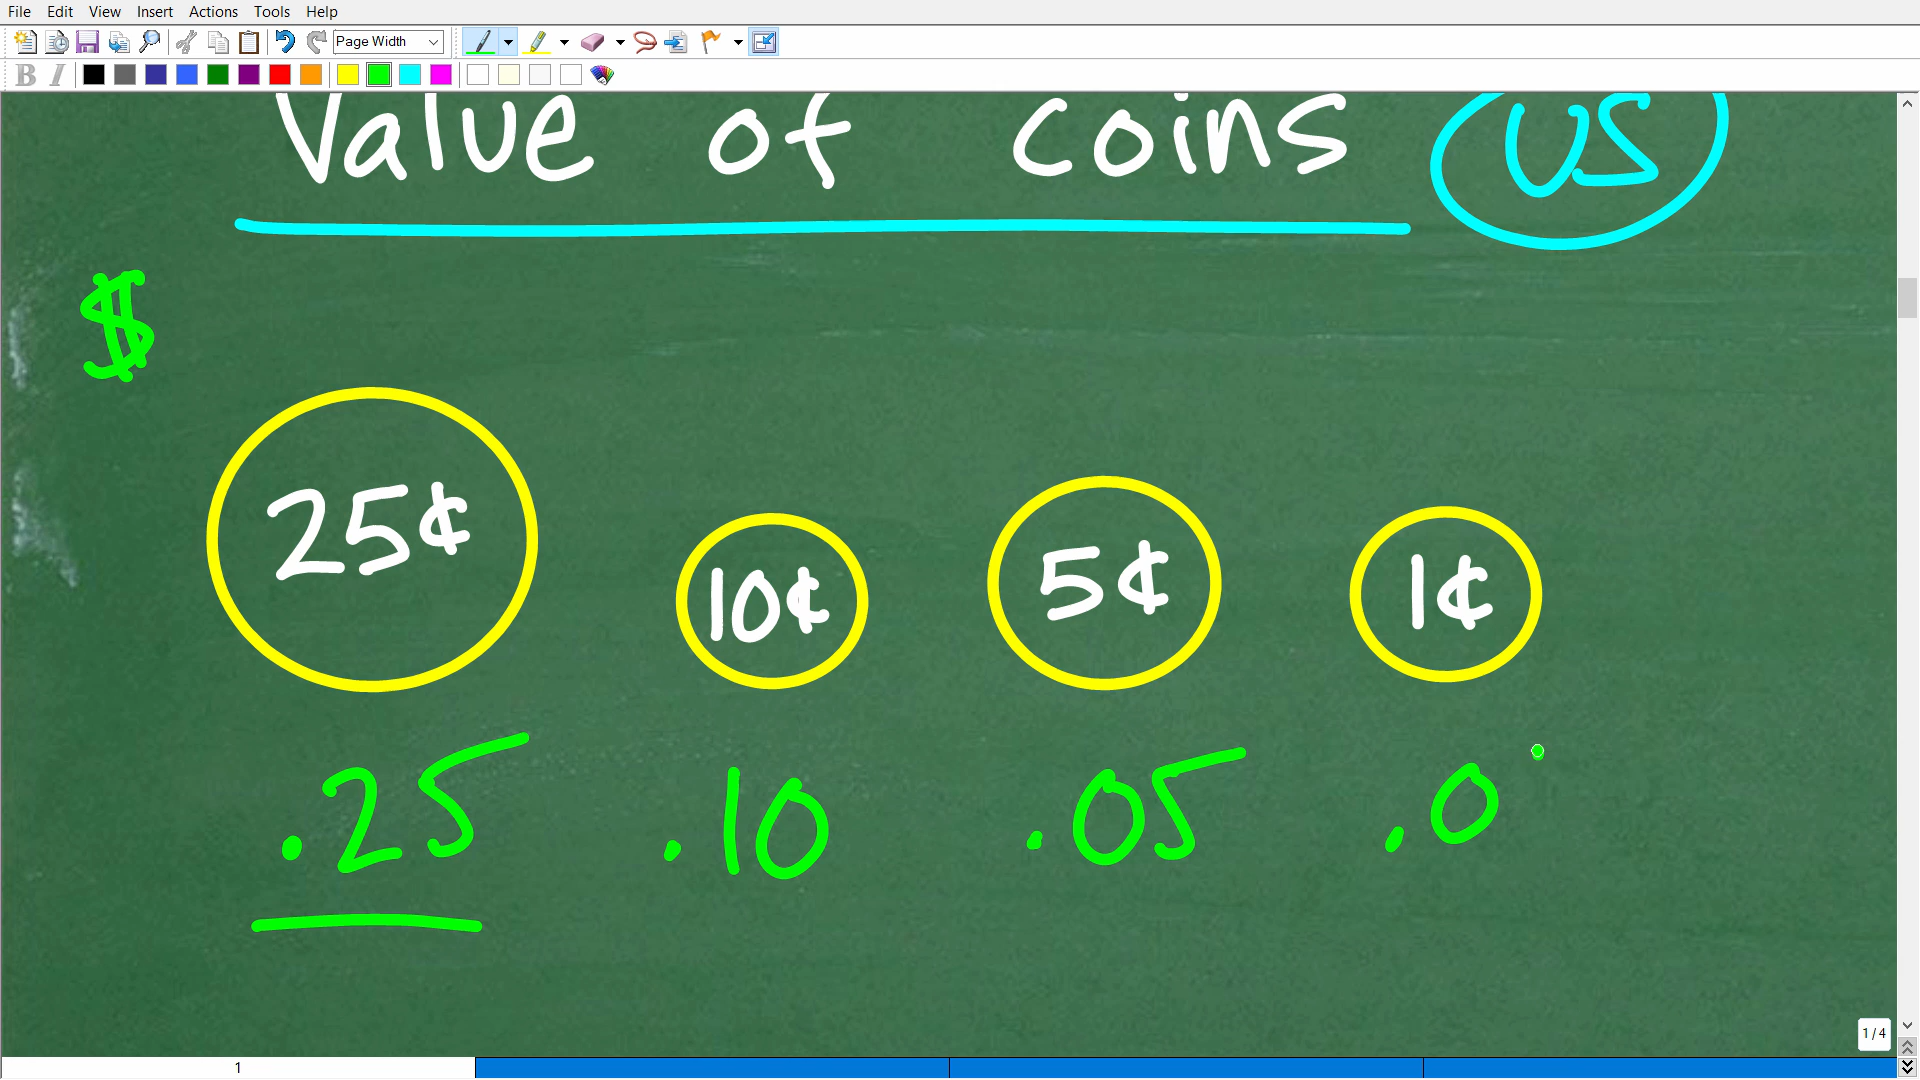 File Edit View Insert Actions Tools Help
Page Width
B I
Value of coins US
$
25¢ 10¢ 5¢ 1¢
.25 .10 .05 .0
1 / 4
1